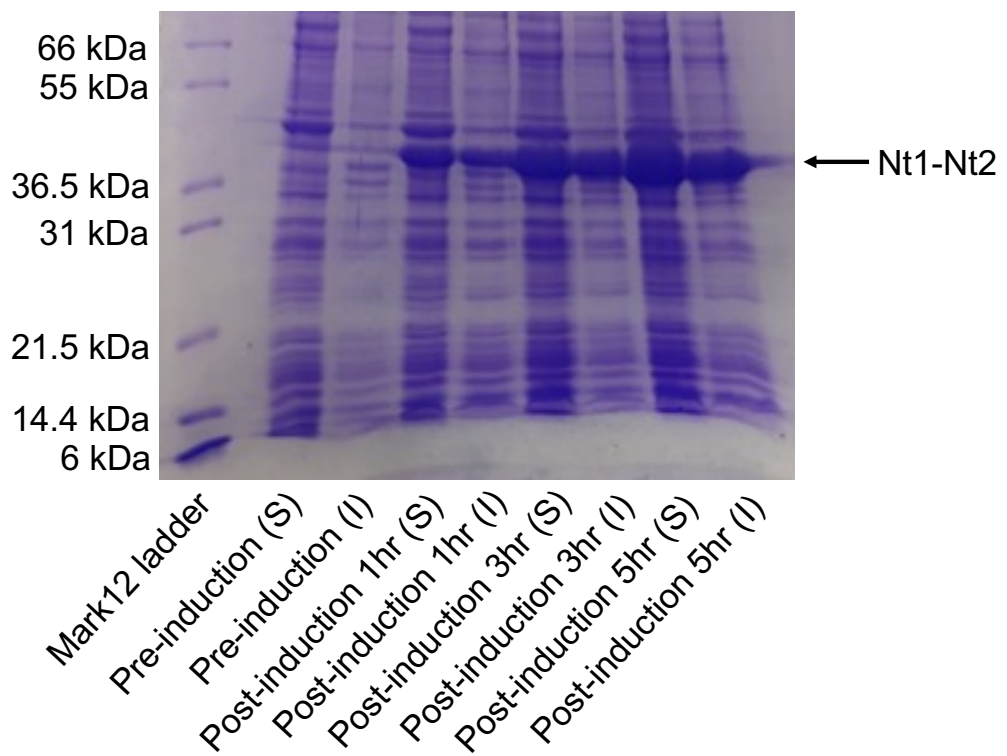 66 kDa
55 kDa
36.5 kDa
31 kDa
21.5 kDa
14.4 kDa
6 kDa
Nt1-Nt2
Mark12 ladder
Pre-induction (S)
Pre-induction (I)
Post-induction 1hr (S)
Post-induction 1hr (I)
Post-induction 3hr (S)
Post-induction 3hr (I)
Post-induction 5hr (S)
Post-induction 5hr (I)